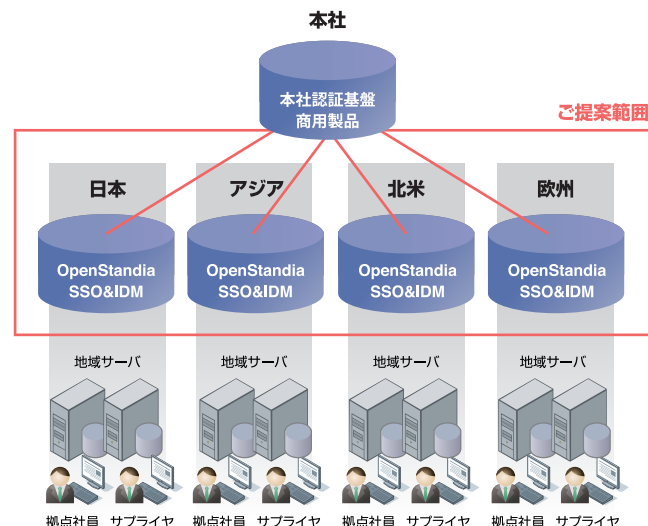 本社
本社認証基盤
商用製品
ご提案範囲
日本 アジア 北米 欧州
OpenStandia OpenStandia OpenStandia OpenStandia
SSO&IDM SSO&IDM SSO&IDM SSO&IDM
地域サーバ 地域サーバ 地域サーバ 地域サーバ
拠点社員 サプライヤ 拠点社員 サプライヤ 拠点社員 サプライヤ 拠点社員 サプライヤ